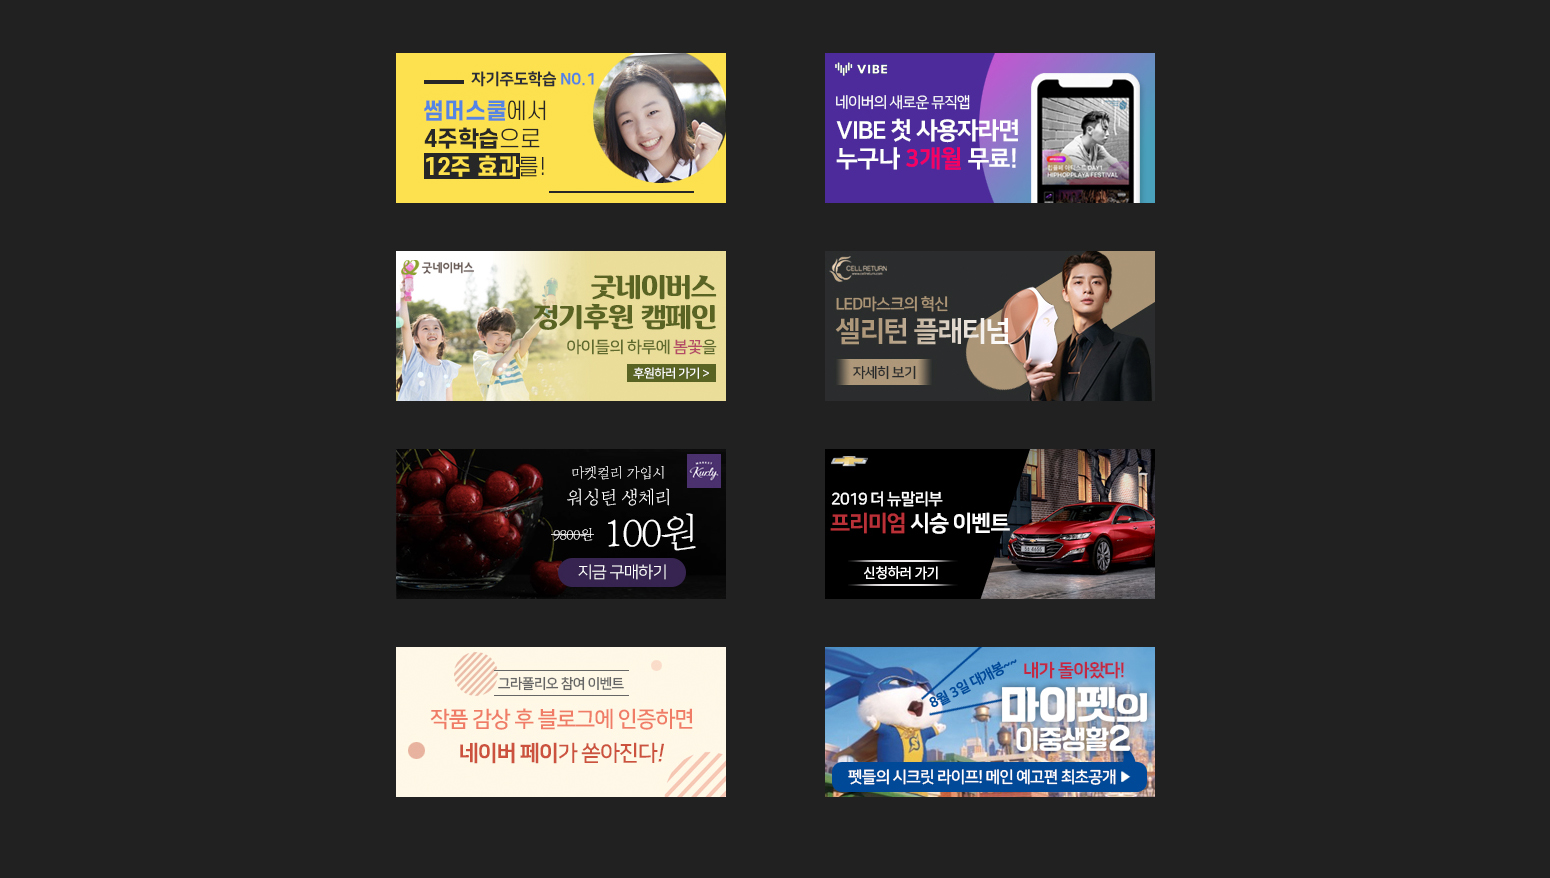 자기주도학습 NO.1
썸머스쿨에서
4주학습으로
12주 효과를!
VIBE
네이버의 새로운 뮤직앱
VIBE 첫 사용자라면
누구나 3개월 무료!
HIPHOPPLAYA FESTIVAL
굿네이버스
굿네이버스
정기후원 캠페인
아이들의 하루에 봄꽃을
후원하러 가기 >
CELLRETURN
LED마스크의 혁신
셀리턴 플래티넘
자세히 보기
마켓컬리 가입시
Kurly
워싱턴 생체리
9800원 100원
지금 구매하기
2019 더 뉴말리부
프리미엄 시승 이벤트
신청하러 가기
그라폴리오 참여 이벤트
작품 감상 후 블로그에 인증하면
네이버 페이가 쏟아진다!
8월 3일 대개봉~~
내가 돌아왔다!
마이펫의
이중생활2
펫들의 시크릿 라이프! 메인 예고편 최초공개 ▶